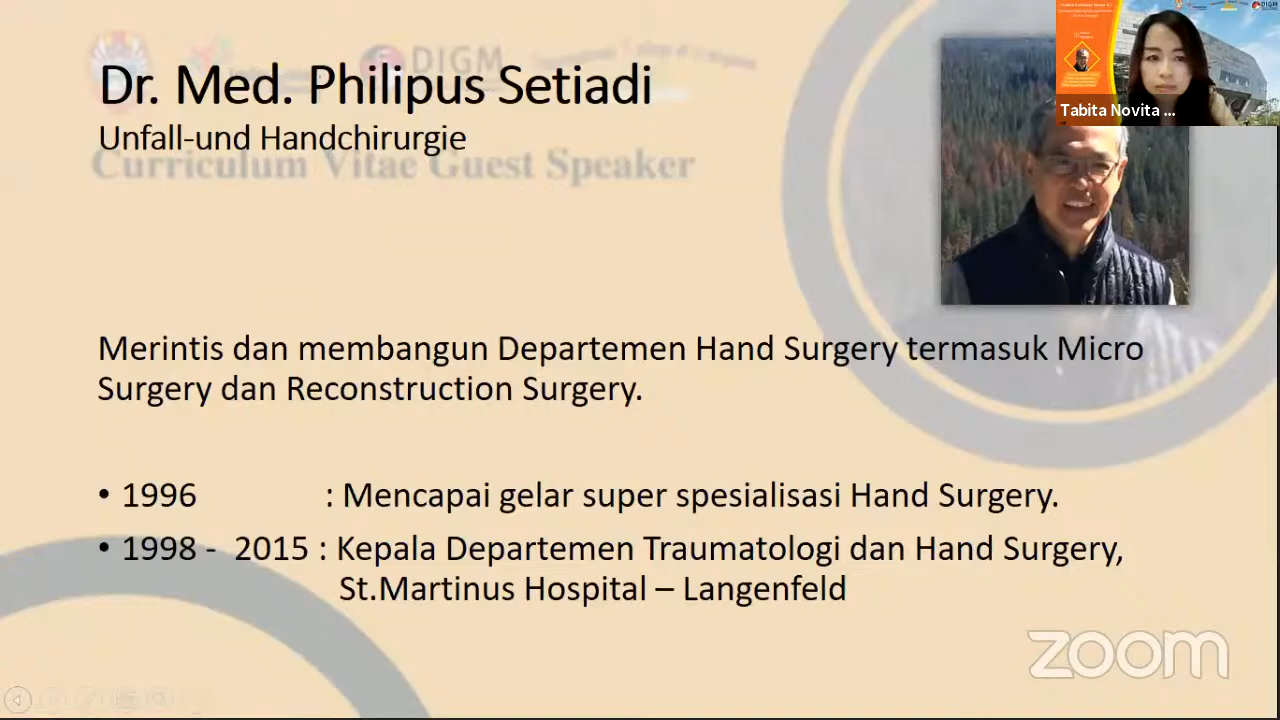 Dr. Med. Philipus Setiadi
Unfall-und Handchirurgie
DIGM
Curriculum Vitae Guest Speaker
Tabita Novita ...
Merintis dan membangun Departemen Hand Surgery termasuk Micro
Surgery dan Reconstruction Surgery.
• 1996 : Mencapai gelar super spesialisasi Hand Surgery.
• 1998 - 2015 : Kepala Departemen Traumatologi dan Hand Surgery,
St.Martinus Hospital – Langenfeld
zoom